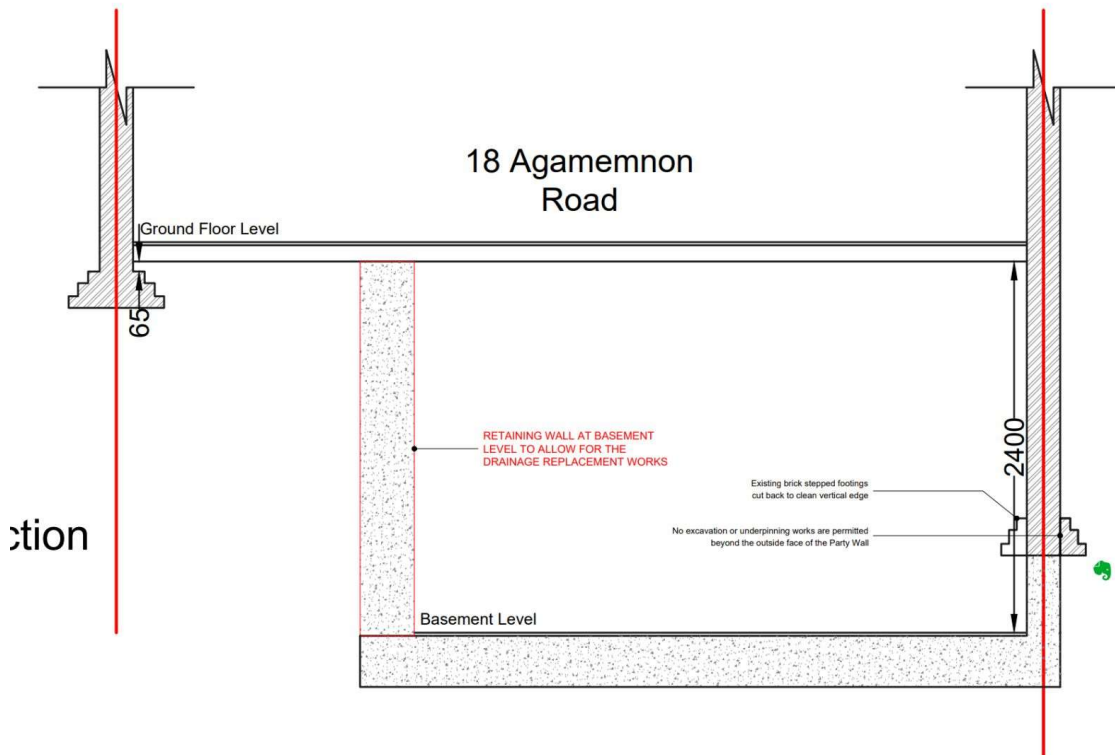 18 Agamemnon
Road
Ground Floor Level
65
RETAINING WALL AT BASEMENT
LEVEL TO ALLOW FOR THE
DRAINAGE REPLACEMENT WORKS
2400
Existing brick stepped footings
cut back to clean vertical edge
ction
No excavation or underpinning works are permitted
beyond the outside face of the Party Wall
Basement Level